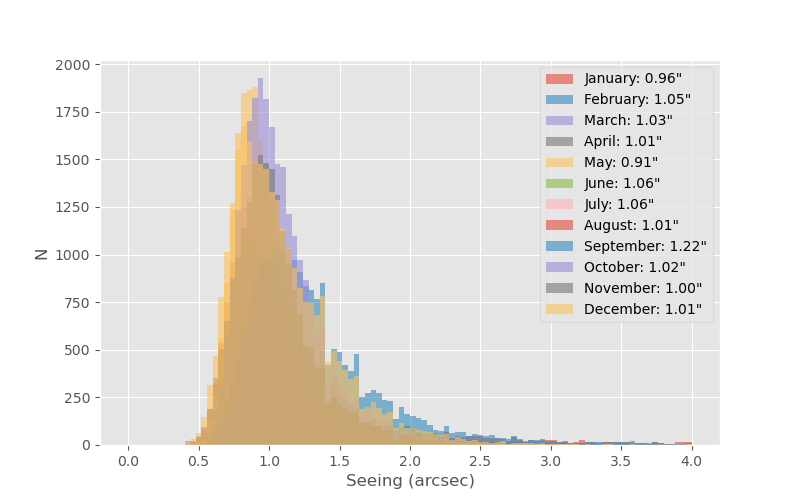 2000
1750
1500
1250
1000
750
500
250
0
N
January: 0.96"
February: 1.05"
March: 1.03"
April: 1.01"
May: 0.91"
June: 1.06"
July: 1.06"
August: 1.01"
September: 1.22"
October: 1.02"
November: 1.00"
December: 1.01"
0.0 0.5 1.0 1.5 2.0 2.5 3.0 3.5 4.0
Seeing (arcsec)